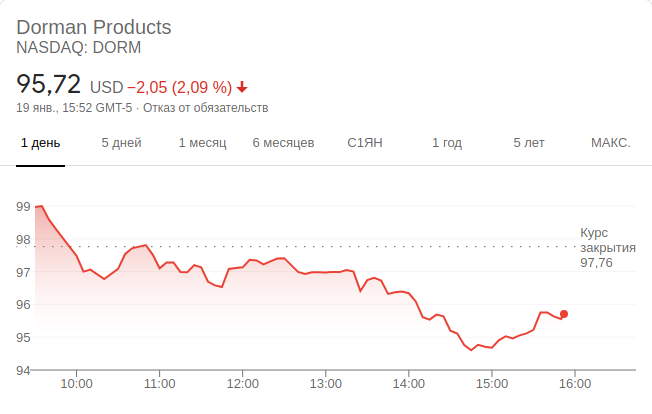 Dorman Products
NASDAQ: DORM
95,72 USD −2,05 (2,09 %)
19 янв., 15:52 GMT-5 · Отказ от обязательств
1 день 5 дней 1 месяц 6 месяцев С1ЯН 1 год 5 лет МАКС.
99
98
97
96
95
94
Курс
закрытия
97,76
10:00 11:00 12:00 13:00 14:00 15:00 16:00